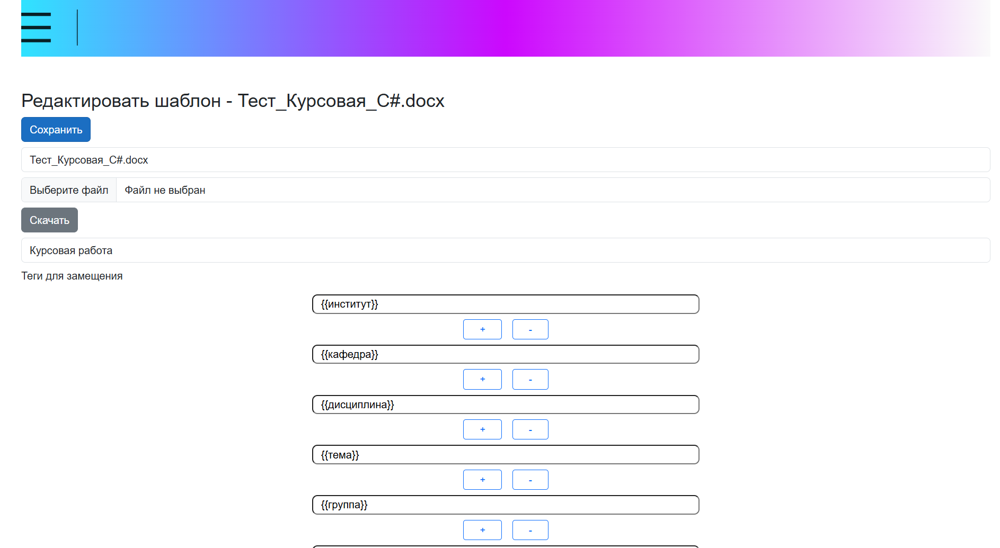 Редактировать шаблон - Тест_Курсовая_C#.docx
Сохранить
Тест_Курсовая_C#.docx
Выберите файл Файл не выбран
Скачать
Курсовая работа
Теги для замещения
{{институт}}
+ -
{{кафедра}}
+ -
{{дисциплина}}
+ -
{{тема}}
+ -
{{группа}}
+ -